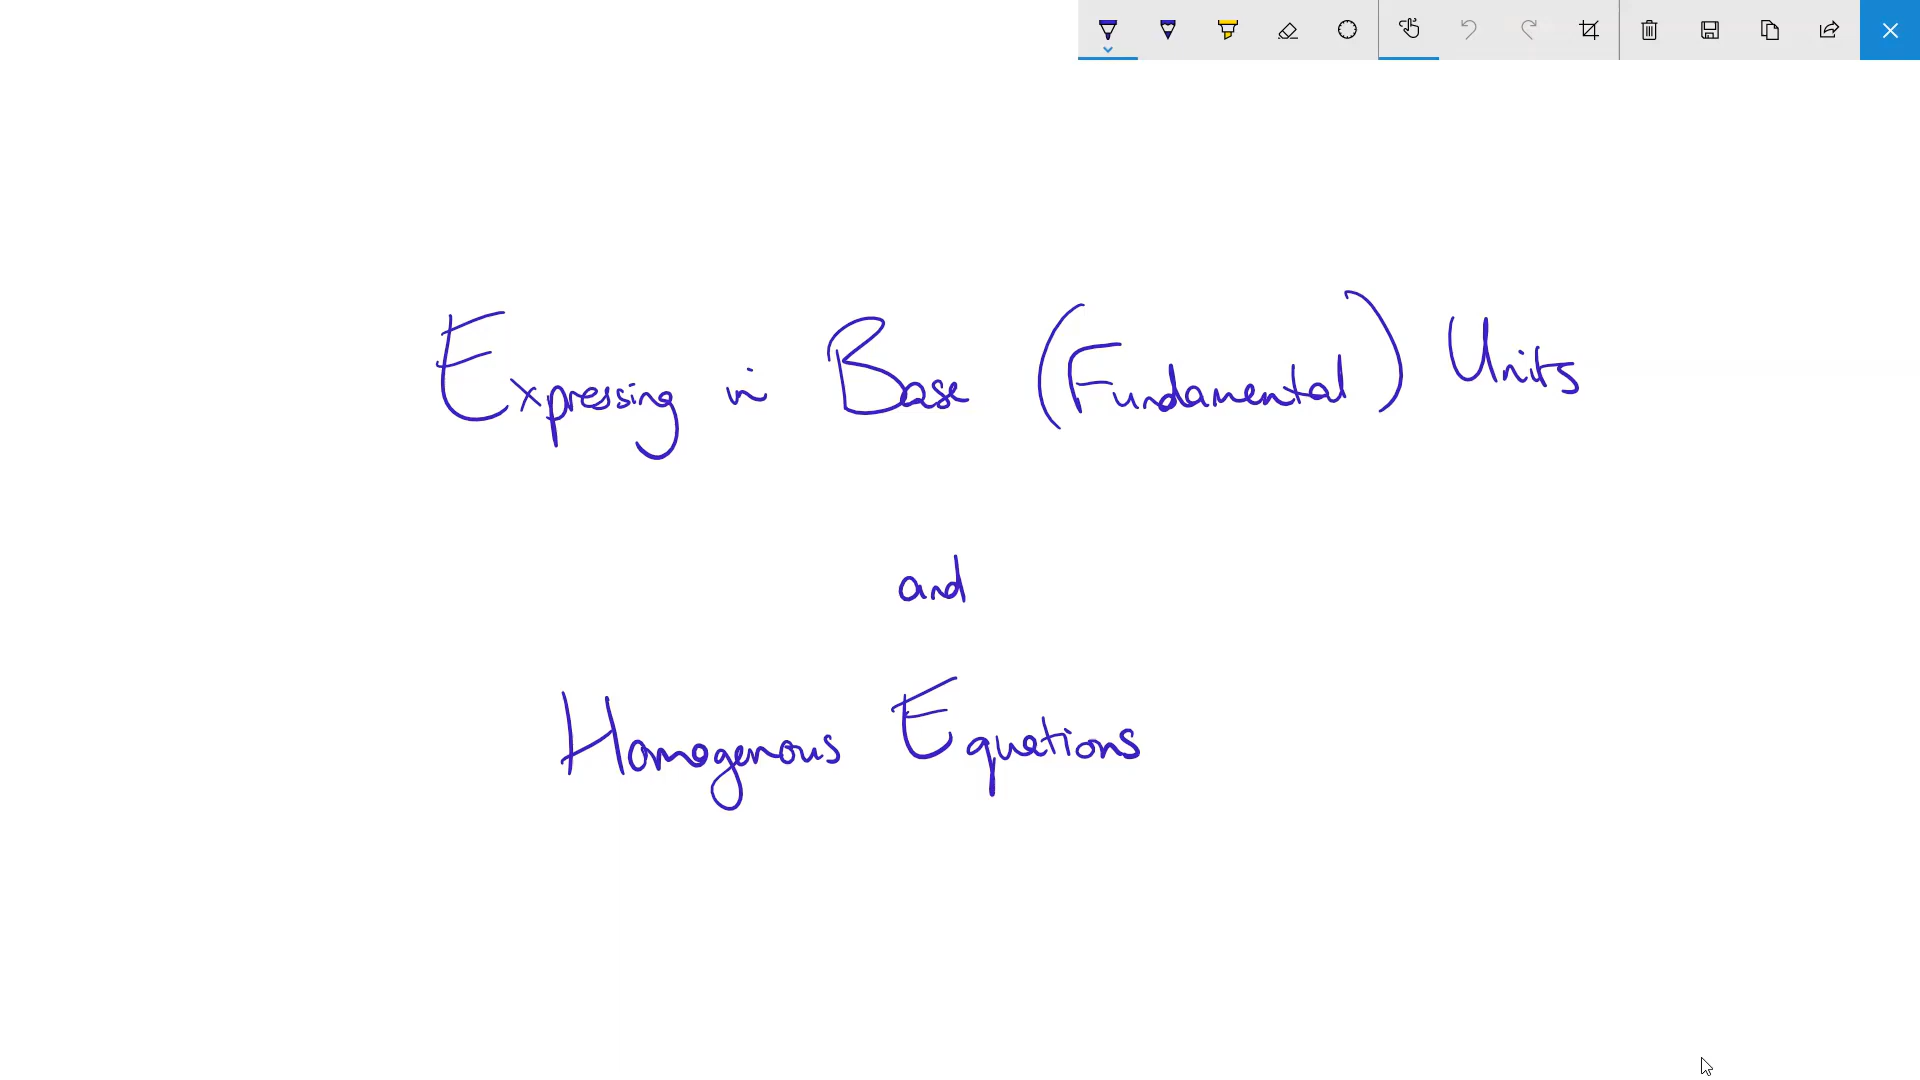 Expressing in Base (Fundamental) Units
and
Homogenous Equations